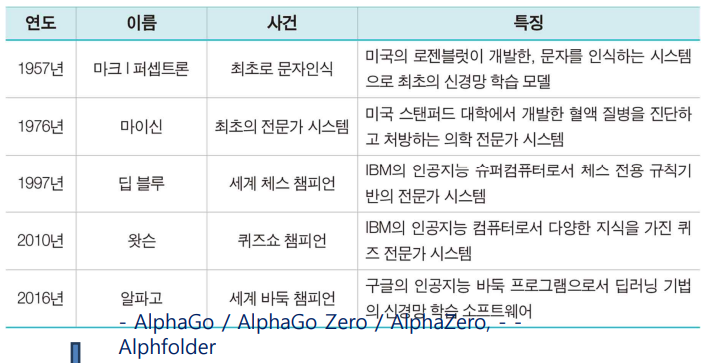 연도 이름 사건 특징
1957년 마크 I 퍼셉트론 최초로 문자인식 미국의 로젠블럿이 개발한, 문자를 인식하는 시스템
으로 최초의 신경망 학습 모델
1976년 마이신 최초의 전문가 시스템 미국 스탠퍼드 대학에서 개발한 혈액 질병을 진단하
고 처방하는 의학 전문가 시스템
1997년 딥 블루 세계 체스 챔피언 IBM의 인공지능 슈퍼컴퓨터로서 체스 전용 규칙기
반의 전문가 시스템
2010년 왓슨 퀴즈쇼 챔피언 IBM의 인공지능 컴퓨터로서 다양한 지식을 가진 퀴
즈 전문가 시스템
2016년 알파고 세계 바둑 챔피언 구글의 인공지능 바둑 프로그램으로서 딥러닝 기법
의 신경망 학습 소프트웨어
- AlphaGo / AlphaGo Zero / AlphaZero, - -
Alphfolder